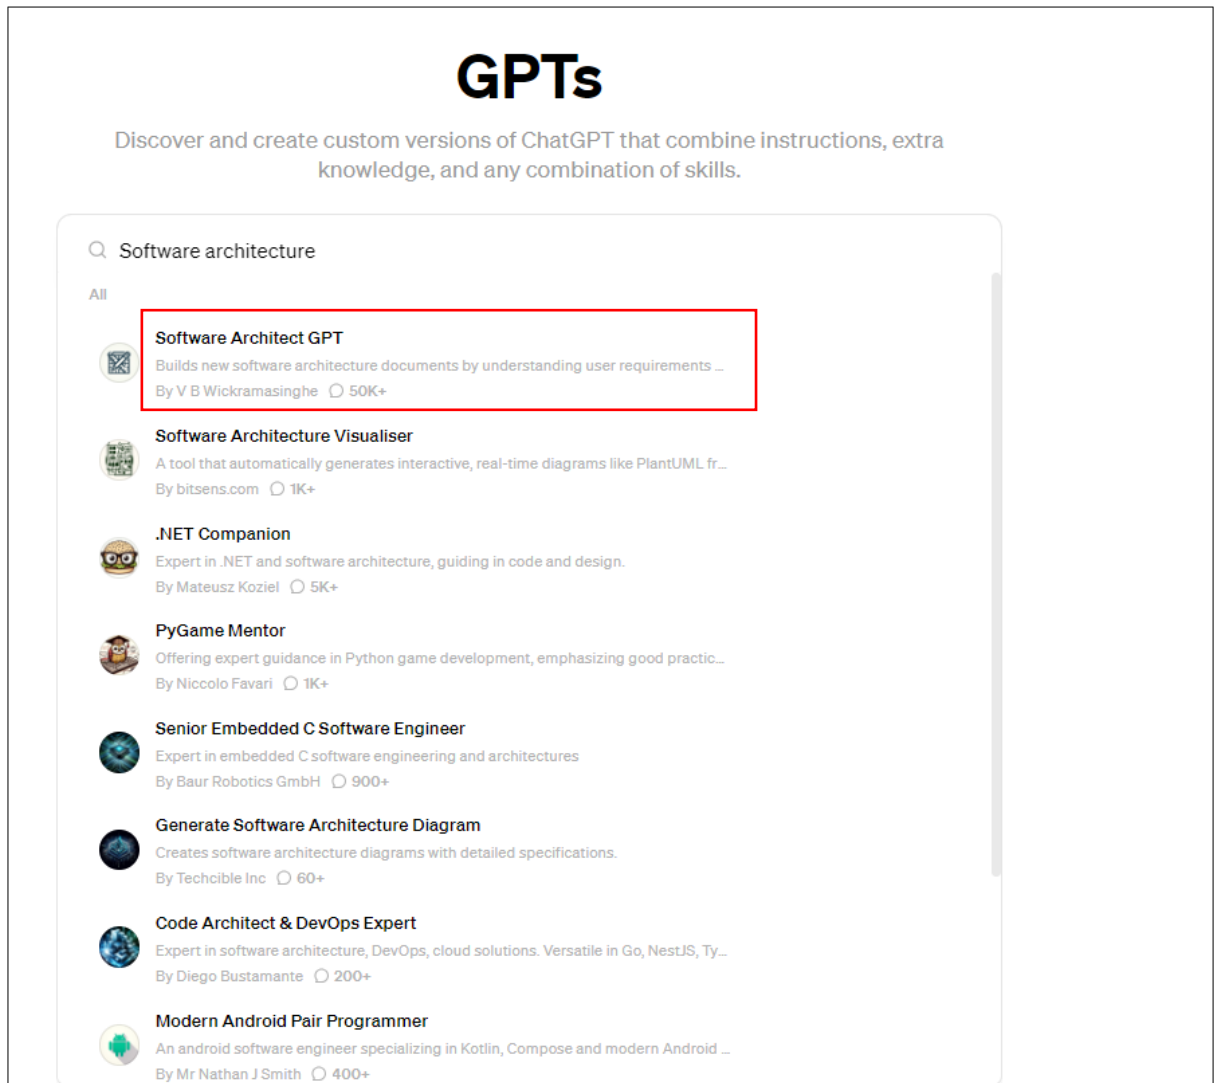 GPTs
Discover and create custom versions of ChatGPT that combine instructions, extra
knowledge, and any combination of skills.
Software architecture
All
Software Architect GPT
Builds new software architecture documents by understanding user requirements ...
By V B Wickramasinghe 50K+
Software Architecture Visualiser
A tool that automatically generates interactive, real-time diagrams like PlantUML fr...
By bitsens.com 1K+
.NET Companion
Expert in .NET and software architecture, guiding in code and design.
By Mateusz Koziel 5K+
PyGame Mentor
Offering expert guidance in Python game development, emphasizing good practic...
By Niccolo Favari 1K+
Senior Embedded C Software Engineer
Expert in embedded C software engineering and architectures
By Baur Robotics GmbH 900+
Generate Software Architecture Diagram
Creates software architecture diagrams with detailed specifications.
By Techcible Inc 60+
Code Architect & DevOps Expert
Expert in software architecture, DevOps, cloud solutions. Versatile in Go, NestJS, Ty...
By Diego Bustamante 200+
Modern Android Pair Programmer
An android software engineer specializing in Kotlin, Compose and modern Android ...
By Mr Nathan J Smith 400+